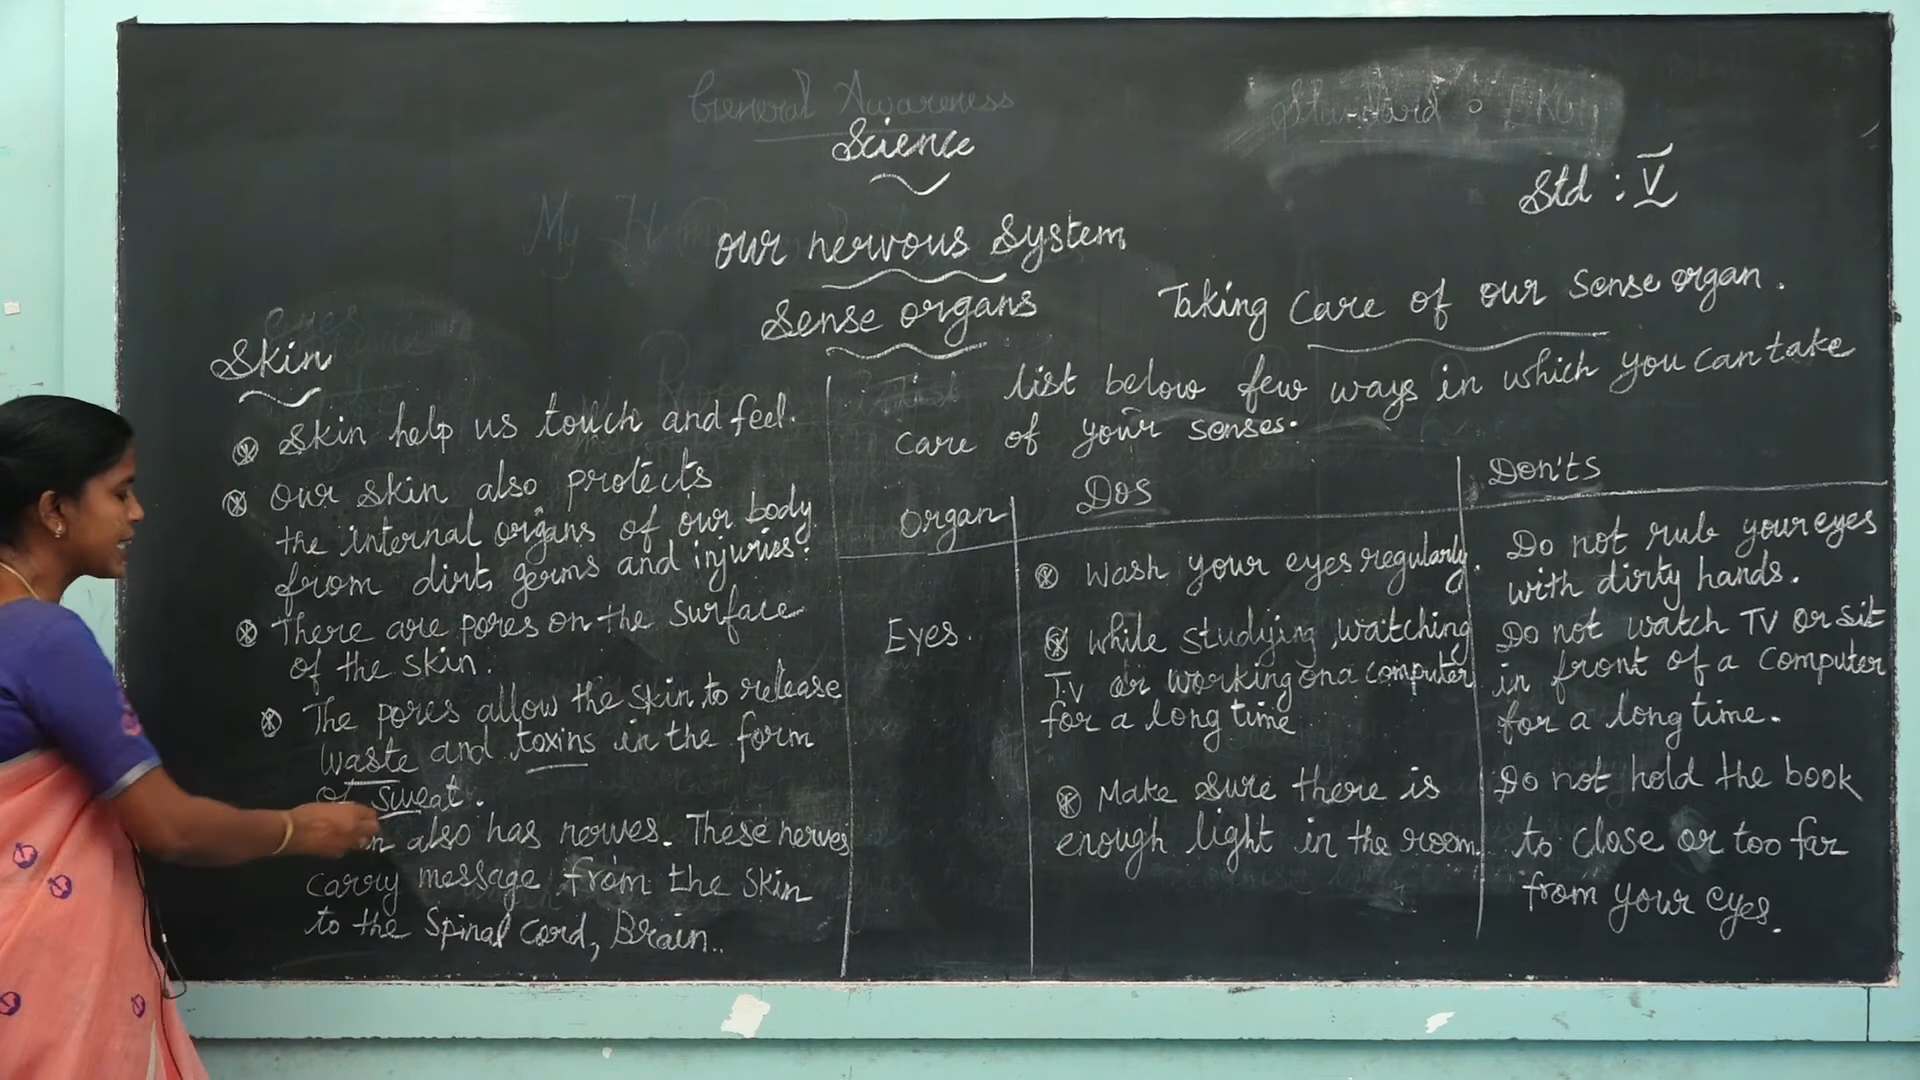 General Awareness
Science
Standard : LKG
Std : V
My
our nervous system
Sense organs
eyes
Skin
Skin help us touch and feel.
Our skin also protects
the internal organs of our body
from dirt, germs and injuries.
There are pores on the surface
of the skin.
The pores allow the skin to release
waste and toxins in the form
of sweat.
also has nerves. These nerves
carry message from the skin
to the spinal cord, Brain..
Taking care of our sense organ.
list below few ways in which you can take
care of your senses.
Organ Dos Don'ts
Eyes.
Wash your eyes regularly.
while studying, watching
Tv or working on a computer
for a long time
Make sure there is
enough light in the room.
Do not rub your eyes
with dirty hands.
Do not watch TV or sit
in front of a computer
for a long time.
Do not hold the book
to close or too far
from your eyes.